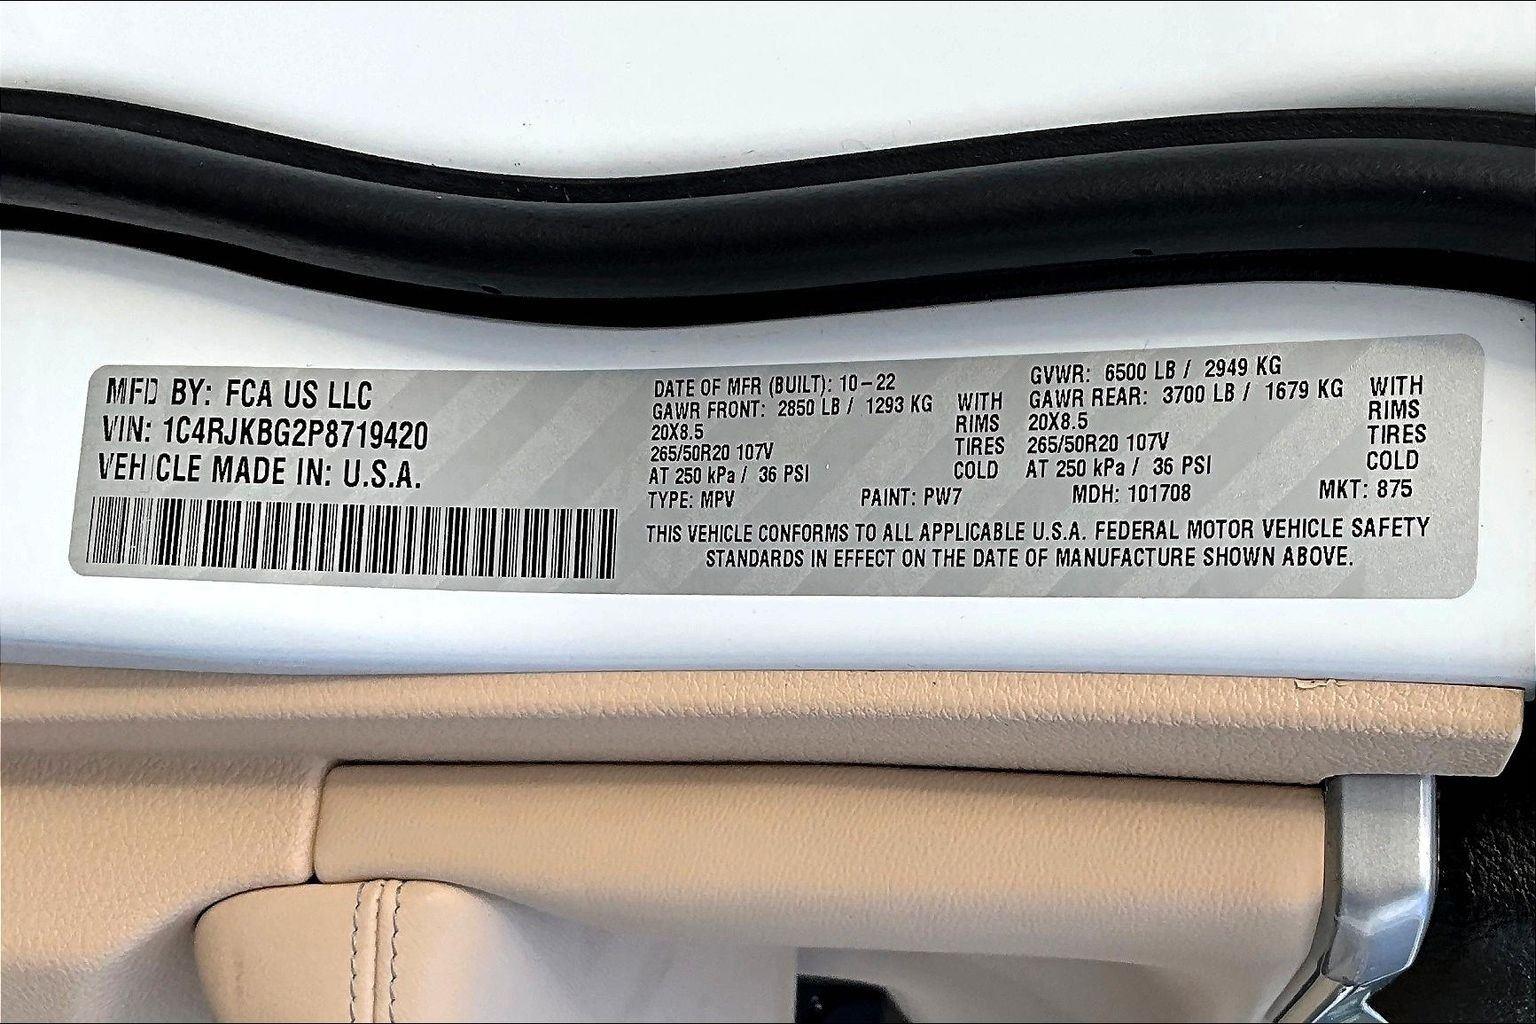 MFD BY: FCA US LLC
VIN: 1C4RJKBG2P8719420
VEHICLE MADE IN: U.S.A.
DATE OF MFR (BUILT): 10-22
GAWR FRONT: 2850 LB / 1293 KG WITH
20X8.5 RIMS
265/50R20 107V TIRES
AT 250 kPa / 36 PSI COLD
GVWR: 6500 LB / 2949 KG
GAWR REAR: 3700 LB / 1679 KG WITH
20X8.5 RIMS
265/50R20 107V TIRES
AT 250 kPa / 36 PSI COLD
TYPE: MPV PAINT: PW7 MDH: 101708 MKT: 875
THIS VEHICLE CONFORMS TO ALL APPLICABLE U.S.A. FEDERAL MOTOR VEHICLE SAFETY
STANDARDS IN EFFECT ON THE DATE OF MANUFACTURE SHOWN ABOVE.